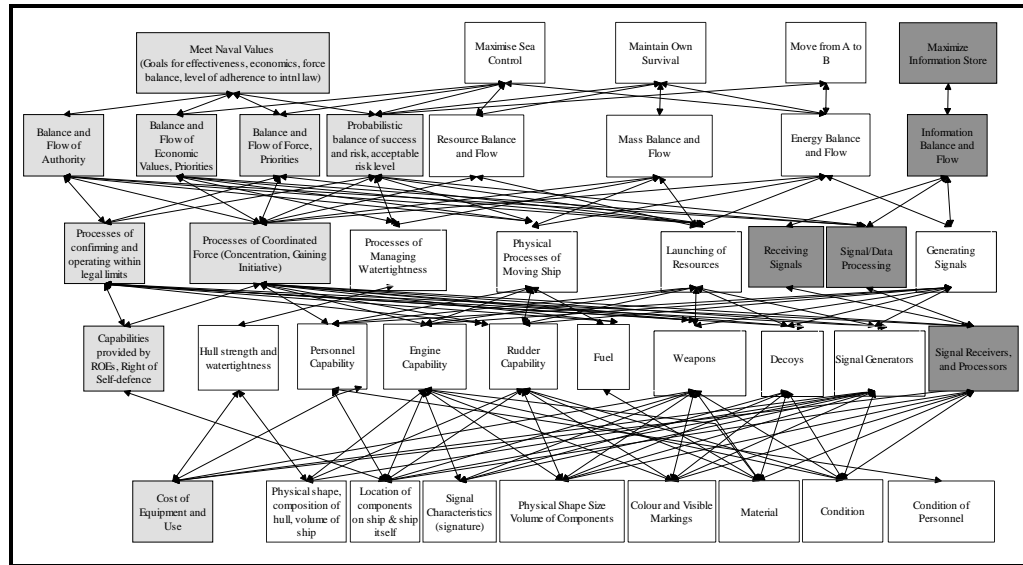 Meet Naval Values
(Goals for effectiveness, economics, force
balance, level of adherence to intnl law)
Maximise Sea
Control
Maintain Own
Survival
Move from A to
B
Maximize
Information Store
Balance and
Flow of
Authority
Balance and
Flow of
Economic
Values, Priorities
Balance and
Flow of Force,
Priorities
Probabilistic
balance of success
and risk, acceptable
risk level
Resource Balance
and Flow
Mass Balance and
Flow
Energy Balance
and Flow
Information
Balance and
Flow
Processes of
confirming and
operating within
legal limits
Processes of Coordinated
Force (Concentration, Gaining
Initiative)
Processes of
Managing
Watertightness
Physical
Processes of
Moving Ship
Launching of
Resources
Receiving
Signals
Signal/Data
Processing
Generating
Signals
Capabilities
provided by
ROEs, Right of
Self-defence
Hull strength and
watertightness
Personnel
Capability
Engine
Capability
Rudder
Capability
Fuel
Weapons
Decoys
Signal Generators
Signal Receivers,
and Processors
Cost of
Equipment and
Use
Physical shape,
composition of
hull, volume of
ship
Location of
components
on ship & ship
itself
Signal
Characteristics
(signature)
Physical Shape Size
Volume of Components
Colour and Visible
Markings
Material
Condition
Condition of
Personnel